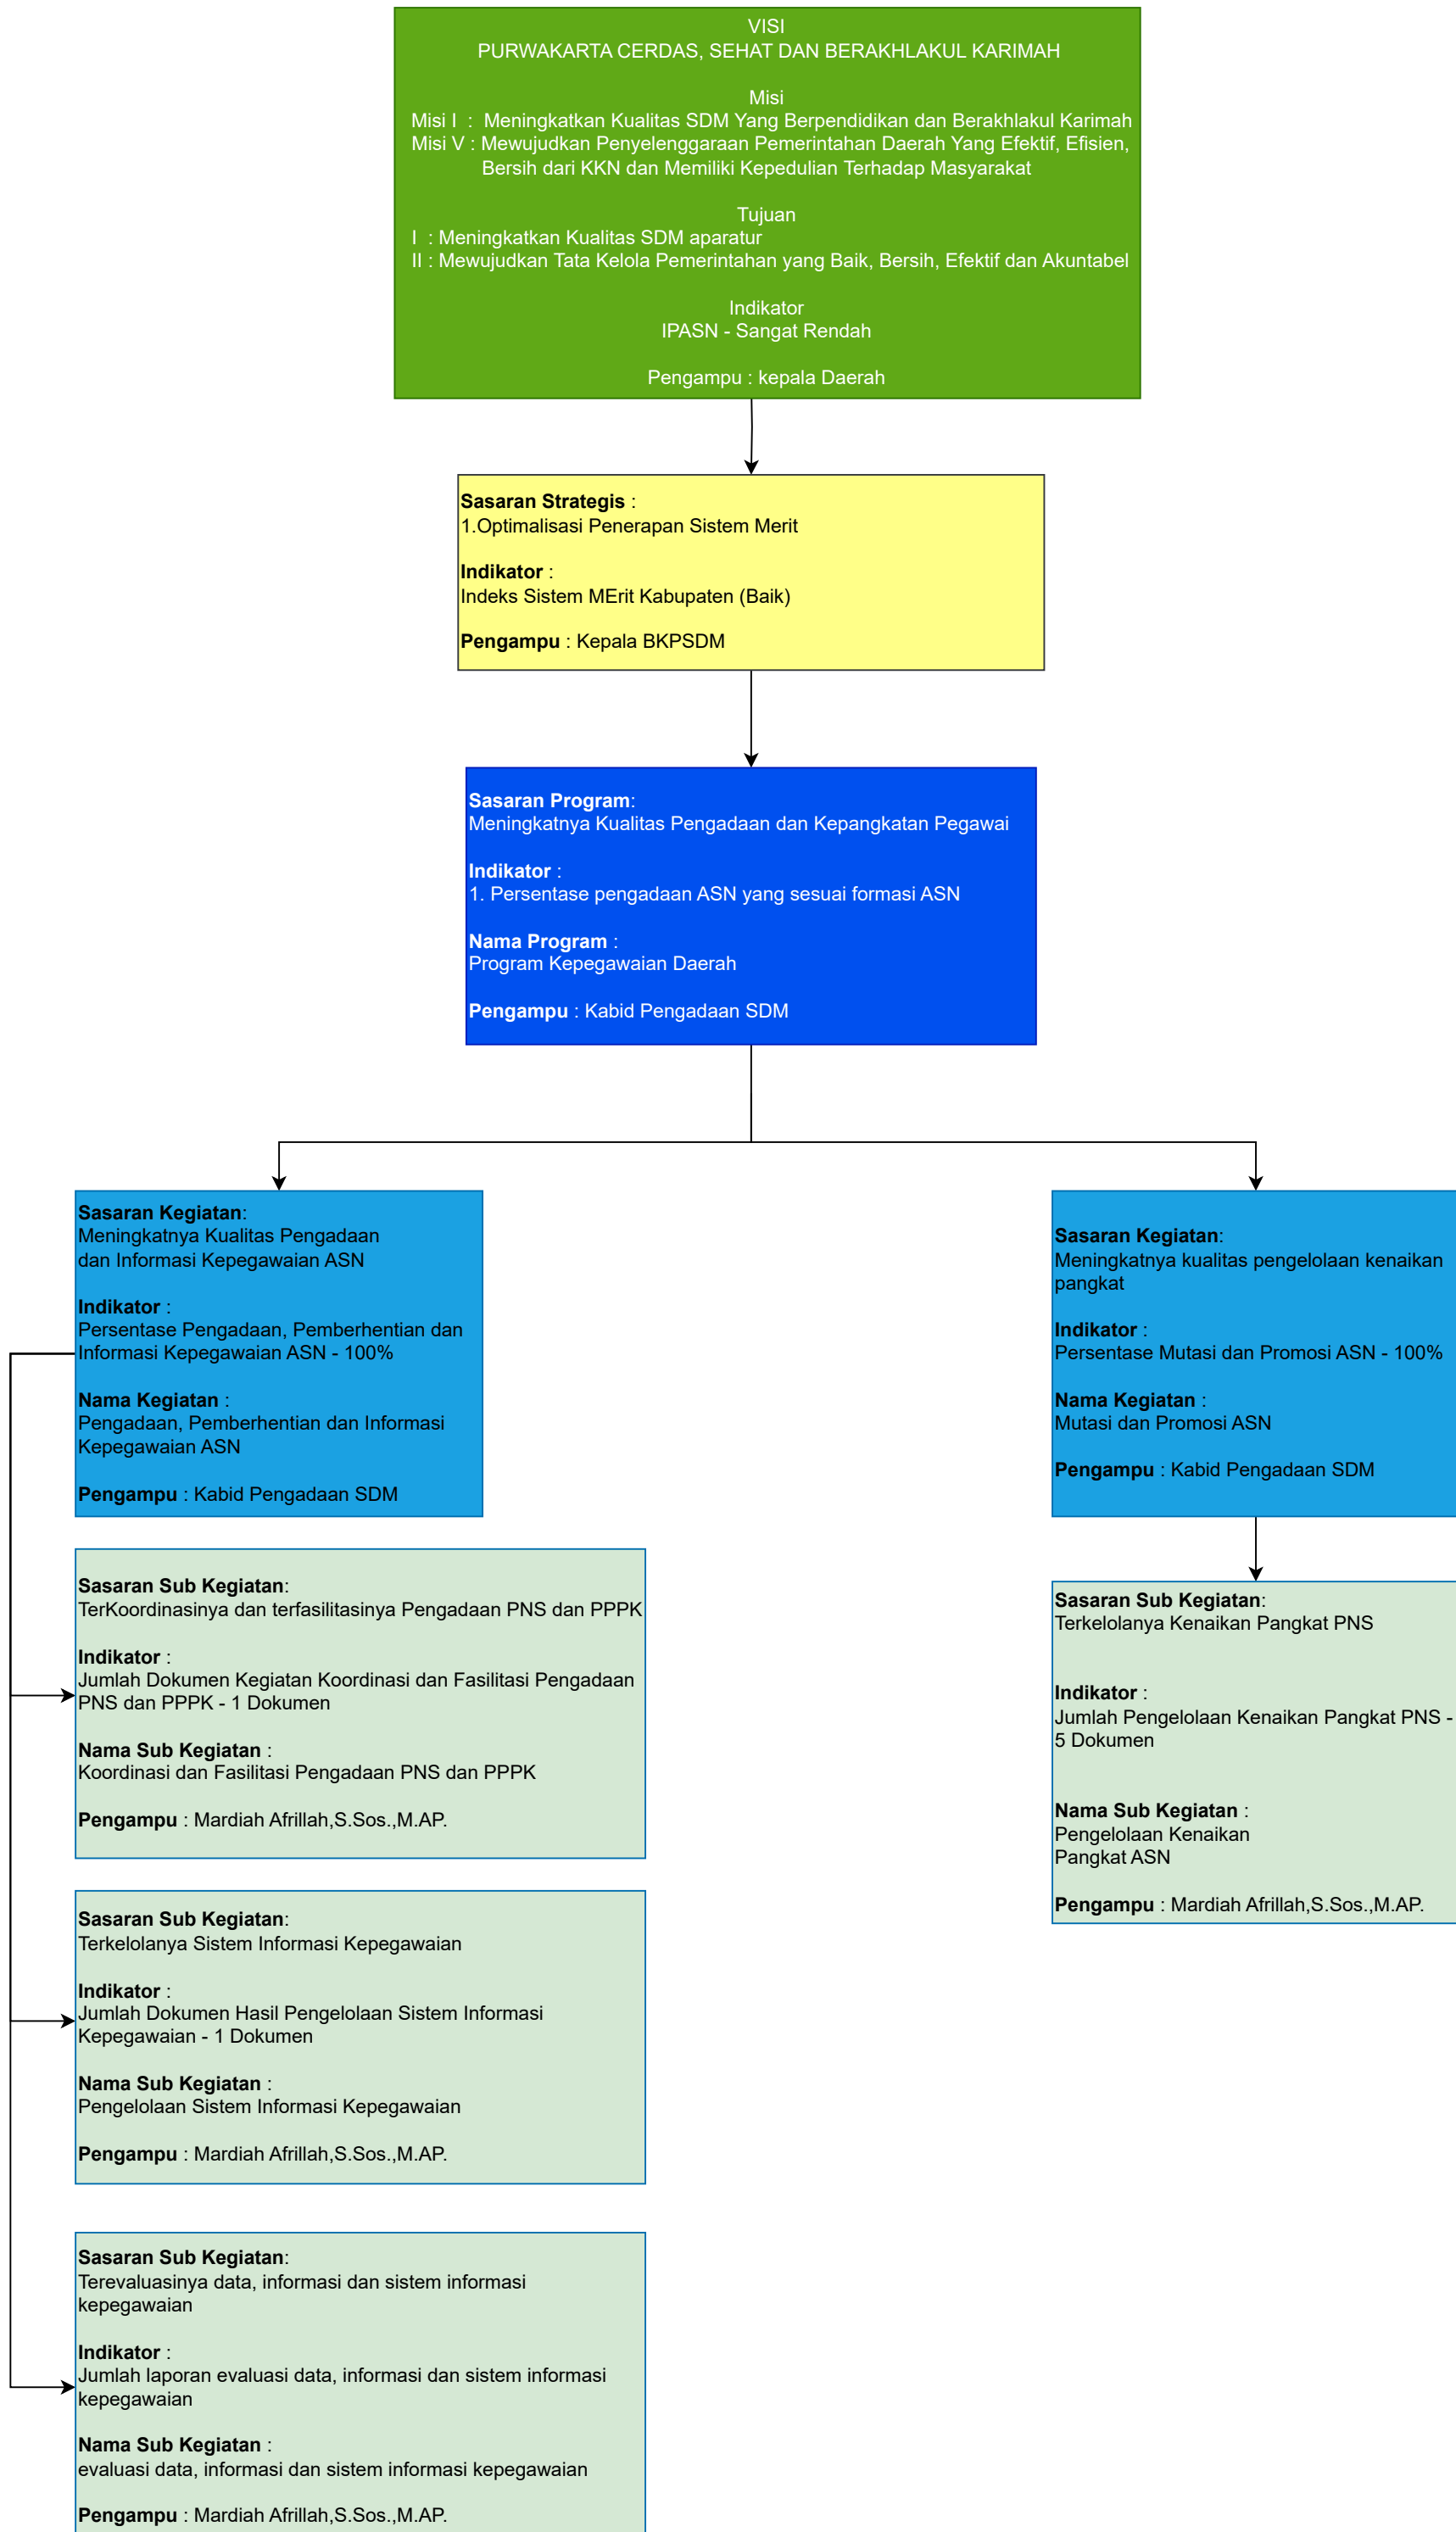 VISI
PURWAKARTA CERDAS, SEHAT DAN BERAKHLAKUL KARIMAH
Misi
Misi I : Meningkatkan Kualitas SDM Yang Berpendidikan dan Berakhlakul Karimah
Misi V : Mewujudkan Penyelenggaraan Pemerintahan Daerah Yang Efektif, Efisien,
Bersih dari KKN dan Memiliki Kepedulian Terhadap Masyarakat
Tujuan
I : Meningkatkan Kualitas SDM aparatur
II : Mewujudkan Tata Kelola Pemerintahan yang Baik, Bersih, Efektif dan Akuntabel
Indikator
IPASN - Sangat Rendah
Pengampu : kepala Daerah
Sasaran Strategis :
1.Optimalisasi Penerapan Sistem Merit
Indikator :
Indeks Sistem MErit Kabupaten (Baik)
Pengampu : Kepala BKPSDM
Sasaran Program:
Meningkatnya Kualitas Pengadaan dan Kepangkatan Pegawai
Indikator :
1. Persentase pengadaan ASN yang sesuai formasi ASN
Nama Program :
Program Kepegawaian Daerah
Pengampu : Kabid Pengadaan SDM
Sasaran Kegiatan:
Meningkatnya Kualitas Pengadaan
dan Informasi Kepegawaian ASN
Indikator :
Persentase Pengadaan, Pemberhentian dan
Informasi Kepegawaian ASN - 100%
Nama Kegiatan :
Pengadaan, Pemberhentian dan Informasi
Kepegawaian ASN
Pengampu : Kabid Pengadaan SDM
Sasaran Kegiatan:
Meningkatnya kualitas pengelolaan kenaikan
pangkat
Indikator :
Persentase Mutasi dan Promosi ASN - 100%
Nama Kegiatan :
Mutasi dan Promosi ASN
Pengampu : Kabid Pengadaan SDM
Sasaran Sub Kegiatan:
TerKoordinasinya dan terfasilitasinya Pengadaan PNS dan PPPK
Indikator :
Jumlah Dokumen Kegiatan Koordinasi dan Fasilitasi Pengadaan
PNS dan PPPK - 1 Dokumen
Nama Sub Kegiatan :
Koordinasi dan Fasilitasi Pengadaan PNS dan PPPK
Pengampu : Mardiah Afrillah,S.Sos.,M.AP.
Sasaran Sub Kegiatan:
Terkelolanya Kenaikan Pangkat PNS
Indikator :
Jumlah Pengelolaan Kenaikan Pangkat PNS -
5 Dokumen
Nama Sub Kegiatan :
Pengelolaan Kenaikan
Pangkat ASN
Pengampu : Mardiah Afrillah,S.Sos.,M.AP.
Sasaran Sub Kegiatan:
Terkelolanya Sistem Informasi Kepegawaian
Indikator :
Jumlah Dokumen Hasil Pengelolaan Sistem Informasi
Kepegawaian - 1 Dokumen
Nama Sub Kegiatan :
Pengelolaan Sistem Informasi Kepegawaian
Pengampu : Mardiah Afrillah,S.Sos.,M.AP.
Sasaran Sub Kegiatan:
Terevaluasinya data, informasi dan sistem informasi
kepegawaian
Indikator :
Jumlah laporan evaluasi data, informasi dan sistem informasi
kepegawaian
Nama Sub Kegiatan :
evaluasi data, informasi dan sistem informasi kepegawaian
Pengampu : Mardiah Afrillah,S.Sos.,M.AP.